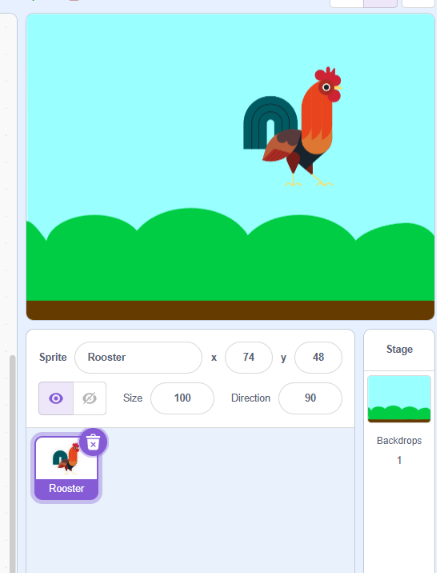 Sprite Rooster x 74 y 48
Size 100 Direction 90
Rooster
Stage
Backdrops
1